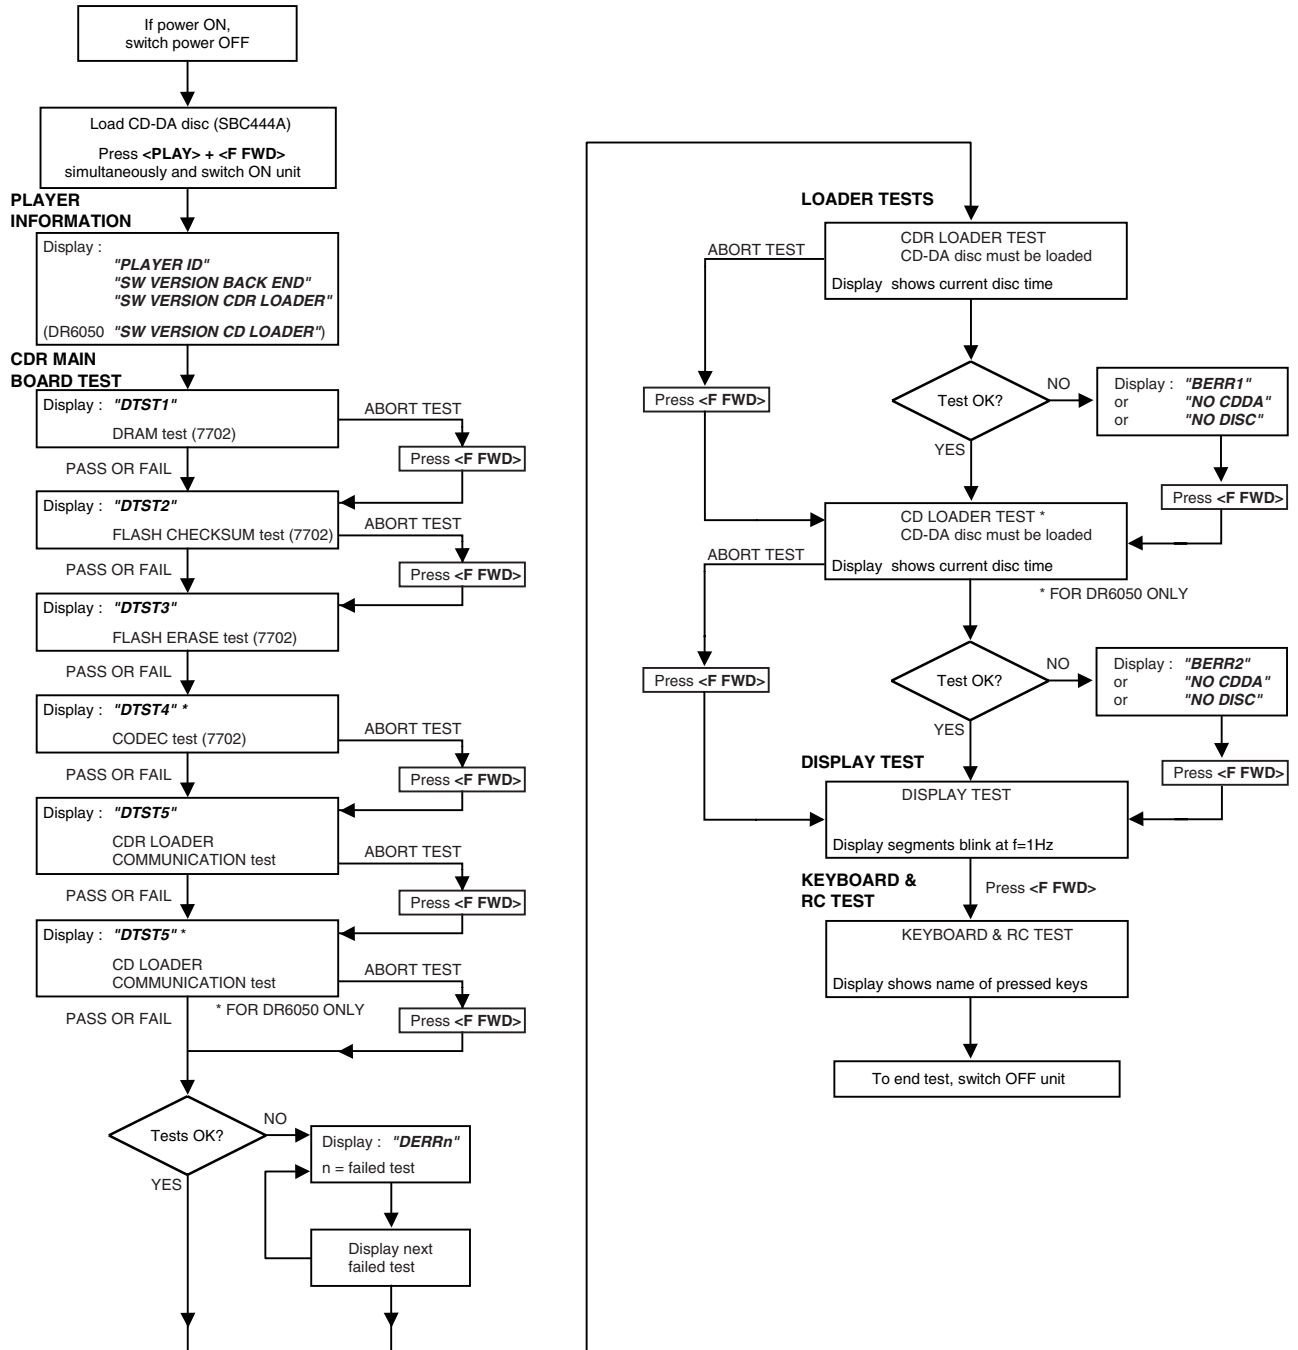 If power ON,
switch power OFF
Load CD-DA disc (SBC444A)
Press <PLAY> + <F FWD>
simultaneously and switch ON unit
PLAYER
INFORMATION
Display :
"PLAYER ID"
"SW VERSION BACK END"
"SW VERSION CDR LOADER"
(DR6050 "SW VERSION CD LOADER")
CDR MAIN
BOARD TEST
Display : "DTST1"
DRAM test (7702)
ABORT TEST
Press <F FWD>
PASS OR FAIL
Display : "DTST2"
FLASH CHECKSUM test (7702)
ABORT TEST
Press <F FWD>
PASS OR FAIL
Display : "DTST3"
FLASH ERASE test (7702)
PASS OR FAIL
Display : "DTST4" *
CODEC test (7702)
ABORT TEST
Press <F FWD>
PASS OR FAIL
Display : "DTST5"
CDR LOADER
COMMUNICATION test
ABORT TEST
Press <F FWD>
PASS OR FAIL
Display : "DTST5" *
CD LOADER
COMMUNICATION test
ABORT TEST
Press <F FWD>
* FOR DR6050 ONLY
PASS OR FAIL
Tests OK?
NO
YES
Display : "DERRn"
n = failed test
Display next
failed test
LOADER TESTS
CDR LOADER TEST
CD-DA disc must be loaded
Display shows current disc time
ABORT TEST
Press <F FWD>
Test OK?
NO
YES
Display : "BERR1"
or "NO CDDA"
or "NO DISC"
Press <F FWD>
CD LOADER TEST *
CD-DA disc must be loaded
Display shows current disc time
* FOR DR6050 ONLY
ABORT TEST
Press <F FWD>
Test OK?
NO
YES
Display : "BERR2"
or "NO CDDA"
or "NO DISC"
Press <F FWD>
DISPLAY TEST
DISPLAY TEST
Display segments blink at f=1Hz
KEYBOARD &
RC TEST
Press <F FWD>
KEYBOARD & RC TEST
Display shows name of pressed keys
To end test, switch OFF unit